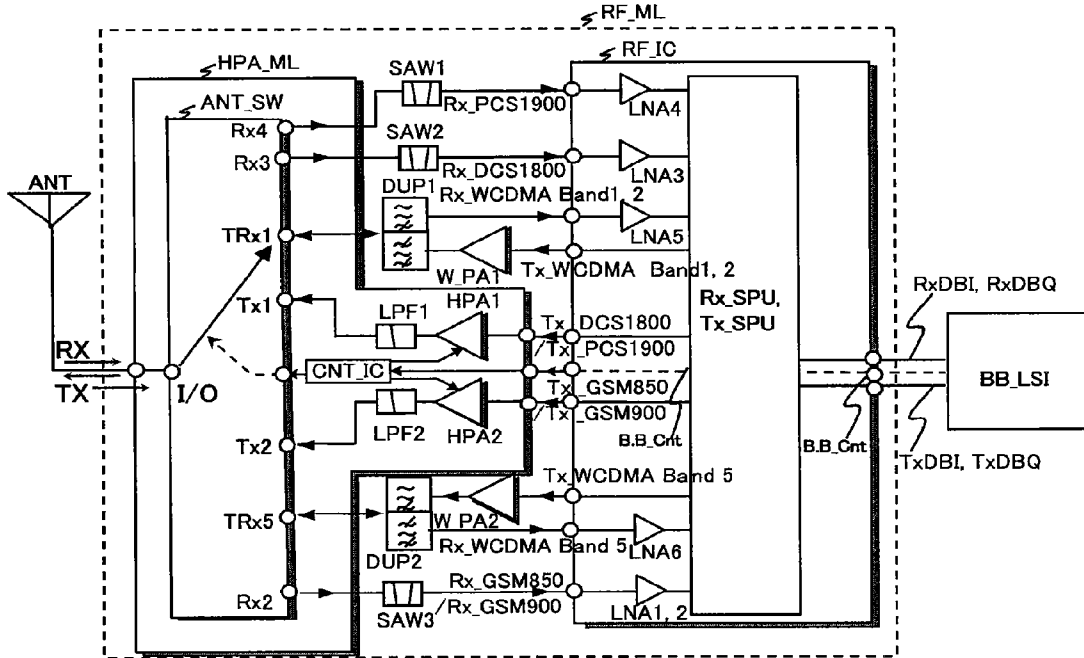 RF_ML
HPA_ML
RF_IC
SAW1
ANT_SW
Rx4
Rx_PCS1900
LNA4
SAW2
Rx3
Rx_DCS1800
LNA3
ANT
DUP1
Rx_WCDMA Band1, 2
TRx1
LNA5
W_PA1
Tx_WCDMA Band1, 2
HPA1
Rx_SPU,
Tx_SPU
RxDBI, RxDBQ
Tx1
LPF1
Tx_DCS1800
/Tx_PCS1900
RX
CNT_IC
TX
I/O
Tx_GSM850
/Tx_GSM900
BB_LSI
LPF2
HPA2
B.B_Cnt
B.B_Cnt
Tx2
TxDBI, TxDBQ
Tx_WCDMA Band 5
TRx5
W_PA2
Rx_WCDMA Band 5
LNA6
DUP2
Rx_GSM850
/Rx_GSM900
Rx2
SAW3
LNA1, 2